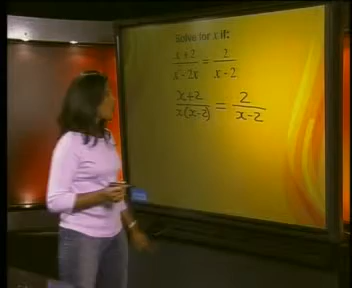 Solve for x if:
x + 2 / x² - 2x = 2 / x - 2
x+2 / x(x-2) = 2 / x-2